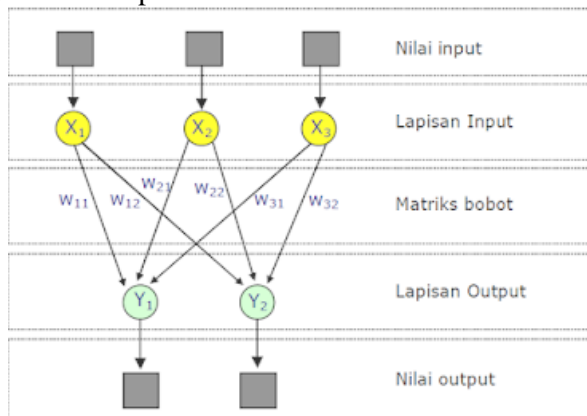 Nilai input
X₁ X₂ X₃
Lapisan Input
W₁₁ W₁₂ W₂₁ W₂₂ W₃₁ W₃₂
Matriks bobot
Y₁ Y₂
Lapisan Output
Nilai output